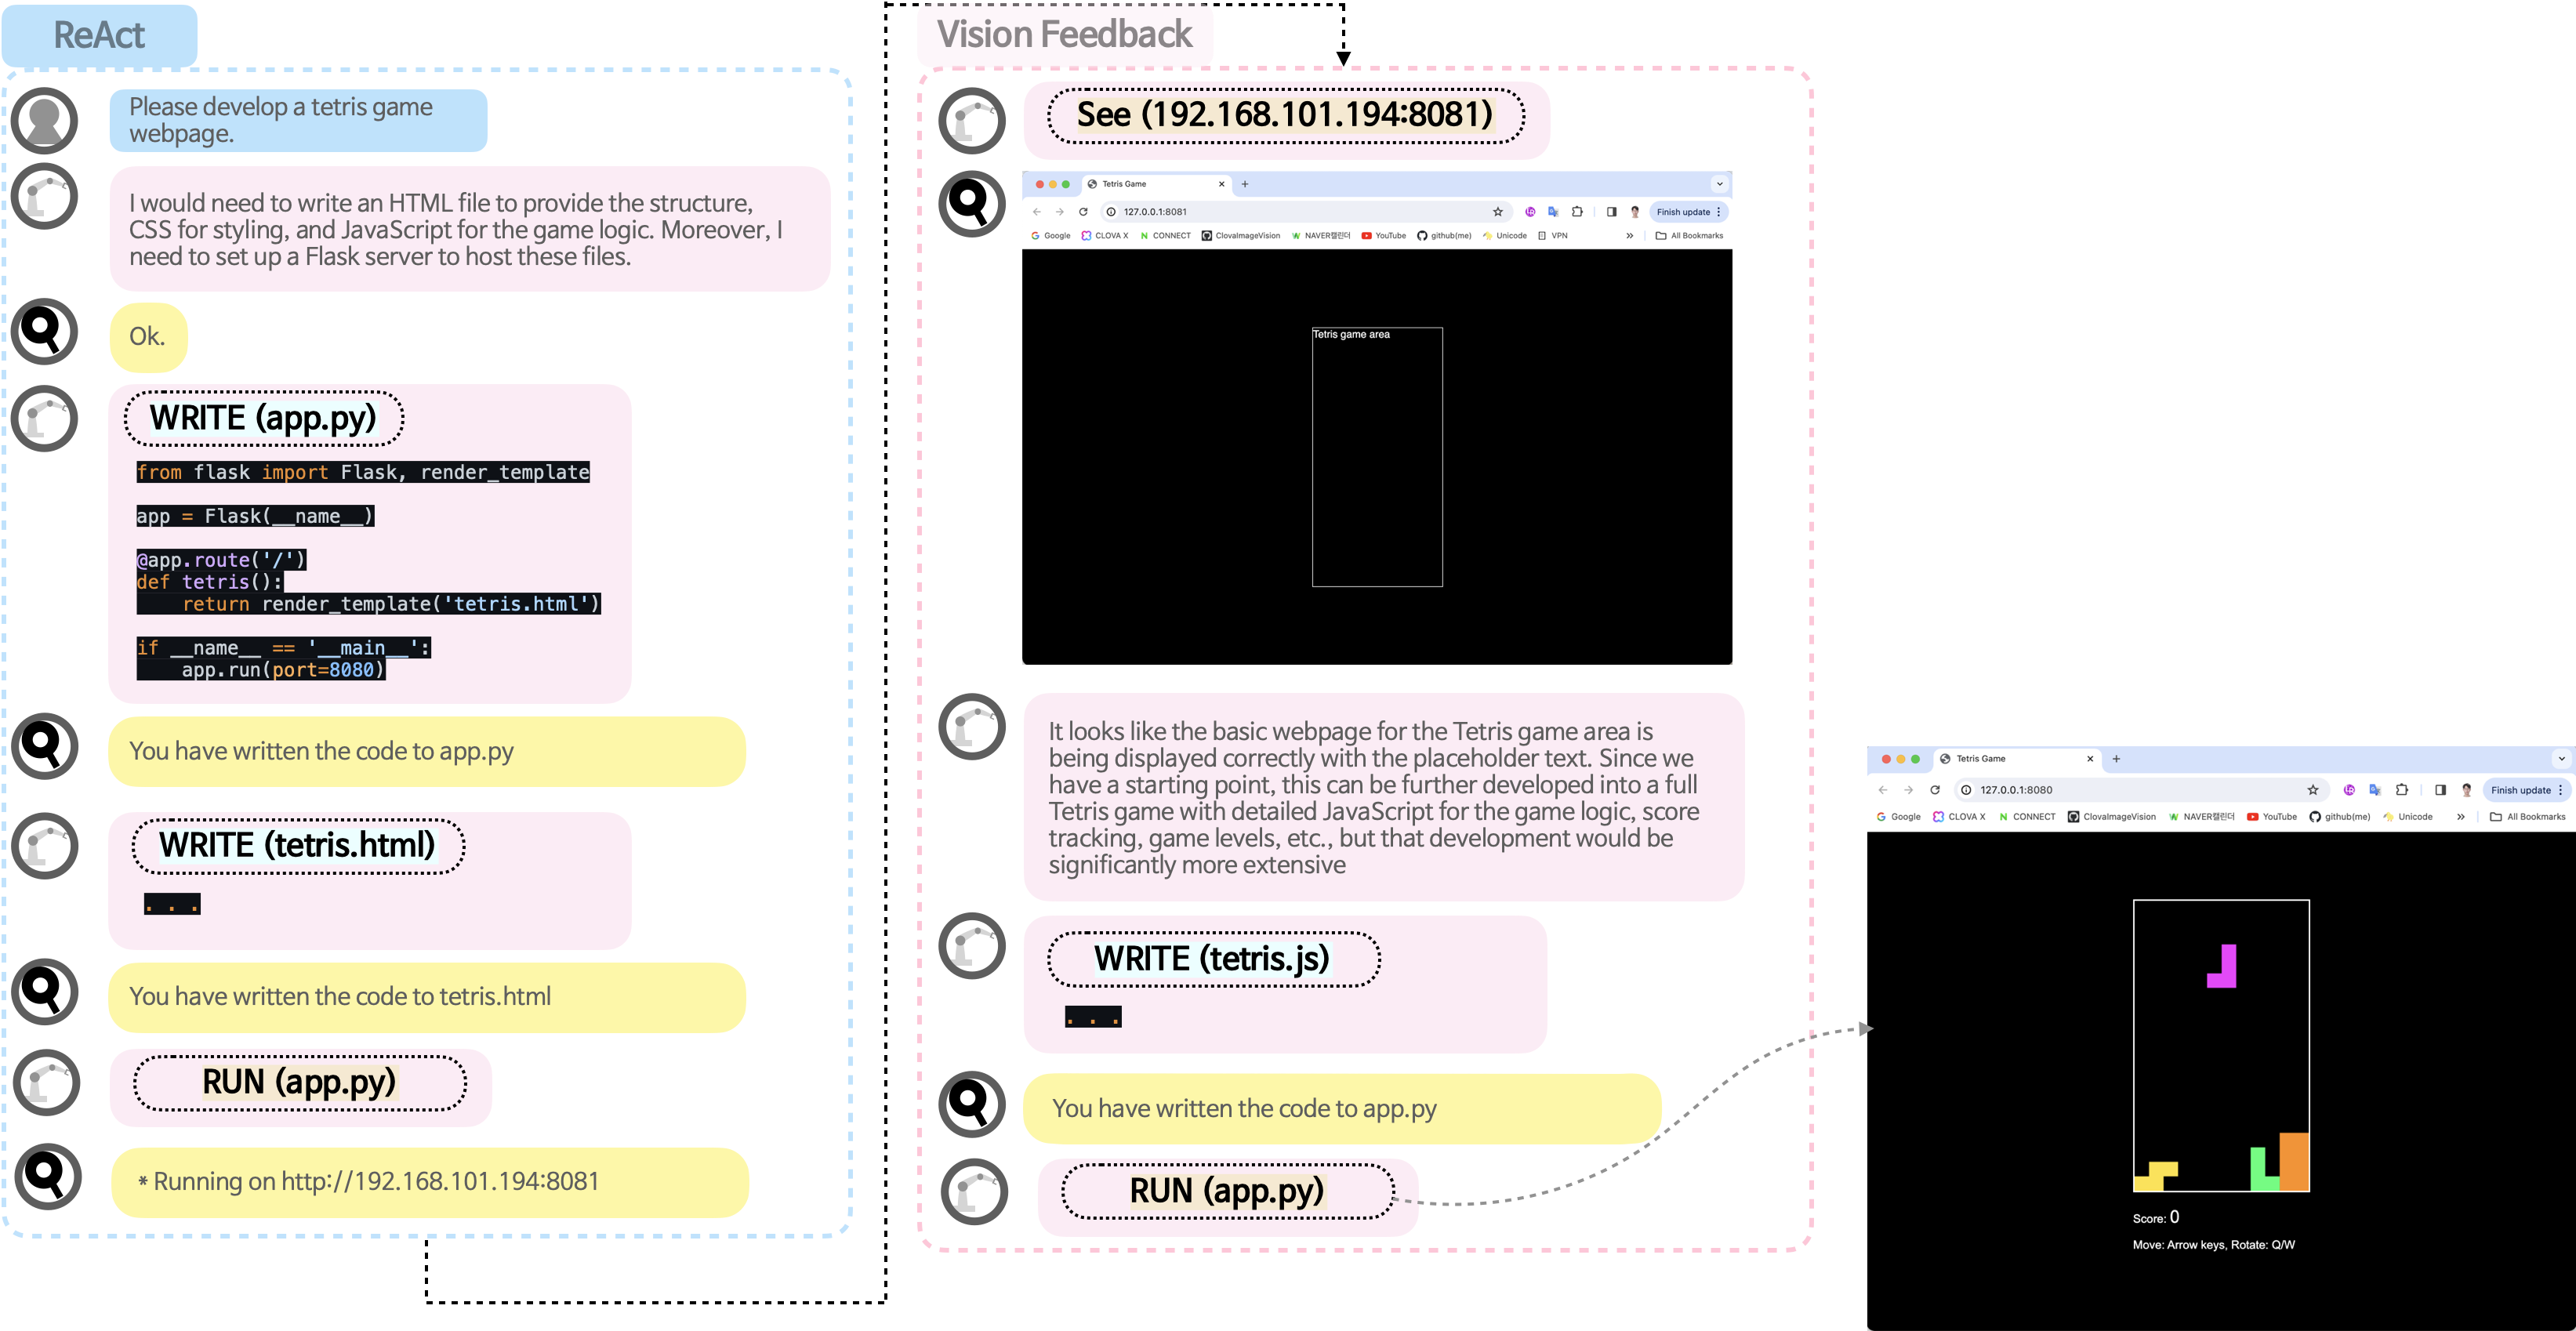 ReAct
Please develop a tetris game
webpage.
I would need to write an HTML file to provide the structure,
CSS for styling, and JavaScript for the game logic. Moreover, I
need to set up a Flask server to host these files.
Ok.
WRITE (app.py)
from flask import Flask, render_template
app = Flask(__name__)
@app.route('/')
def tetris():
return render_template('tetris.html')
if __name__ == '__main__':
app.run(port=8080)
You have written the code to app.py
WRITE (tetris.html)
. . .
You have written the code to tetris.html
RUN (app.py)
* Running on http://192.168.101.194:8081
Vision Feedback
See (192.168.101.194:8081)
Tetris Game
127.0.0.1:8081
Finish update
Google CLOVA X CONNECT ClovaImageVision NAVER캘린더 YouTube github(me) Unicode VPN » All Bookmarks
Tetris game area
It looks like the basic webpage for the Tetris game area is
being displayed correctly with the placeholder text. Since we
have a starting point, this can be further developed into a full
Tetris game with detailed JavaScript for the game logic, score
tracking, game levels, etc., but that development would be
significantly more extensive
WRITE (tetris.js)
. . .
You have written the code to app.py
RUN (app.py)
Tetris Game
127.0.0.1:8080
Finish update
Google CLOVA X CONNECT ClovaImageVision NAVER캘린더 YouTube github(me) Unicode » All Bookmarks
Score: 0
Move: Arrow keys, Rotate: Q/W